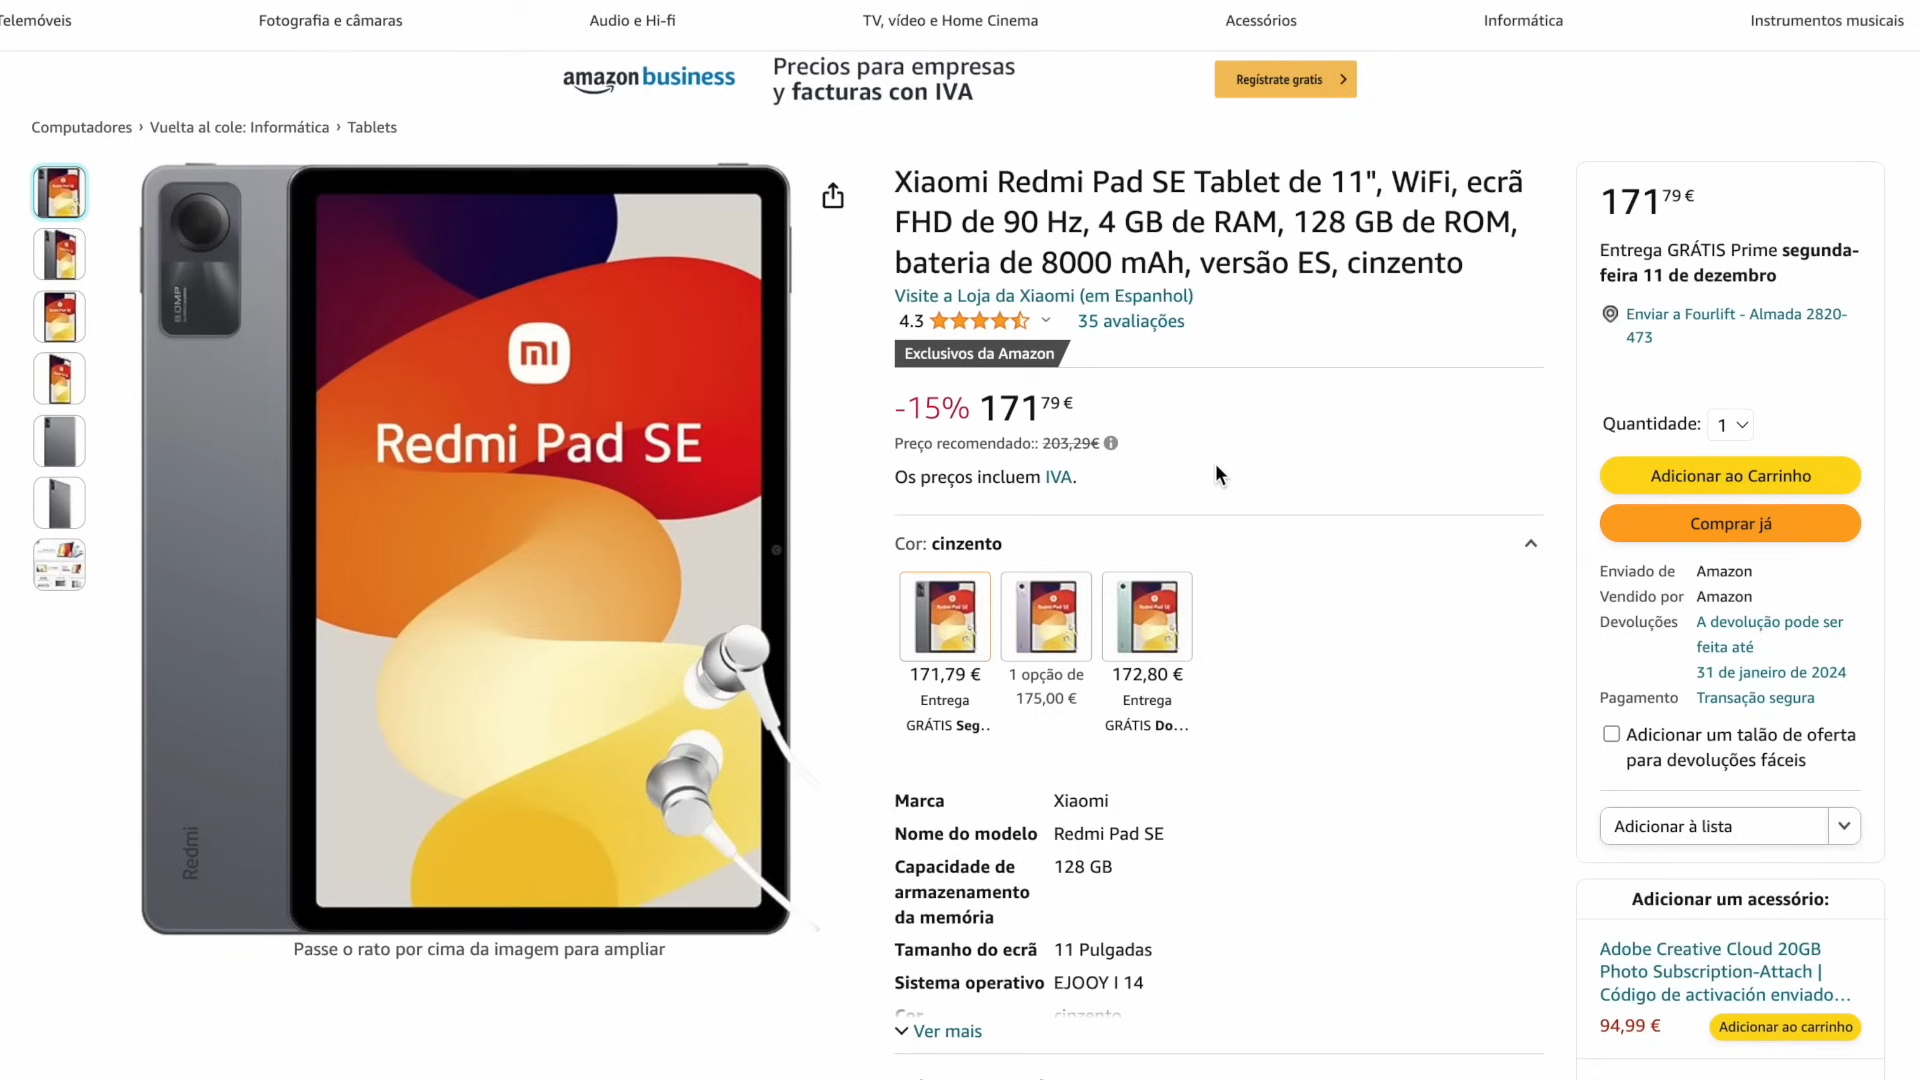 Telemóveis
Fotografia e câmaras
Audio e Hi-fi
TV, vídeo e Home Cinema
Acessórios
Informática
Instrumentos musicais
amazon business
Precios para empresas
y facturas con IVA
Regístrate gratis
Computadores › Vuelta al cole: Informática › Tablets
Redmi Pad SE
8.0MP
Redmi
Passe o rato por cima da imagem para ampliar
Xiaomi Redmi Pad SE Tablet de 11", WiFi, ecrã
FHD de 90 Hz, 4 GB de RAM, 128 GB de ROM,
bateria de 8000 mAh, versão ES, cinzento
Visite a Loja da Xiaomi (em Espanhol)
4.3
35 avaliações
Exclusivos da Amazon
-15% 171 79 €
Preço recomendado:: 203,29€
Os preços incluem IVA.
Cor: cinzento
171,79 €
Entrega
GRÁTIS Seg..
1 opção de
175,00 €
172,80 €
Entrega
GRÁTIS Do...
Marca Xiaomi
Nome do modelo Redmi Pad SE
Capacidade de 128 GB
armazenamento
da memória
Tamanho do ecrã 11 Pulgadas
Sistema operativo EJOOY I 14
Cor cinzento
Ver mais
171 79 €
Entrega GRÁTIS Prime segunda-
feira 11 de dezembro
Enviar a Fourlift - Almada 2820-
473
Quantidade: 1
Adicionar ao Carrinho
Comprar já
Enviado de Amazon
Vendido por Amazon
Devoluções A devolução pode ser
feita até
31 de janeiro de 2024
Pagamento Transação segura
Adicionar um talão de oferta
para devoluções fáceis
Adicionar à lista
Adicionar um acessório:
Adobe Creative Cloud 20GB
Photo Subscription-Attach |
Código de activación enviado...
94,99 €
Adicionar ao carrinho